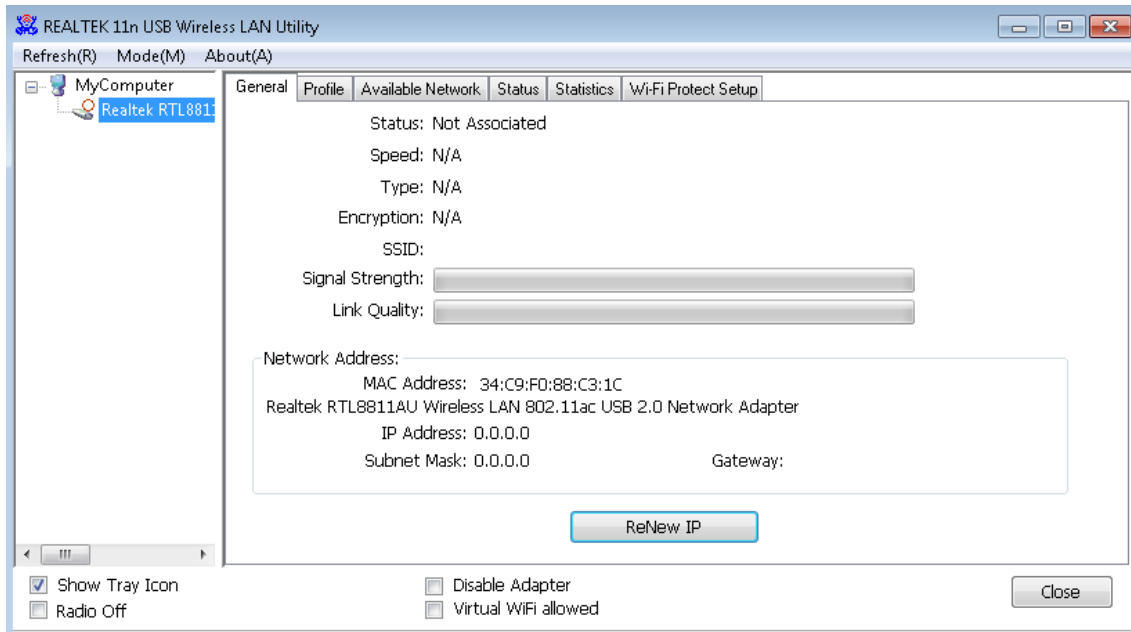 REALTEK 11n USB Wireless LAN Utility
Refresh(R) Mode(M) About(A)
MyComputer
Realtek RTL8811
General Profile Available Network Status Statistics Wi-Fi Protect Setup
Status: Not Associated
Speed: N/A
Type: N/A
Encryption: N/A
SSID:
Signal Strength:
Link Quality:
Network Address:
MAC Address: 34:C9:F0:88:C3:1C
Realtek RTL8811AU Wireless LAN 802.11ac USB 2.0 Network Adapter
IP Address: 0.0.0.0
Subnet Mask: 0.0.0.0 Gateway:
ReNew IP
Show Tray Icon Disable Adapter
Radio Off Virtual WiFi allowed
Close